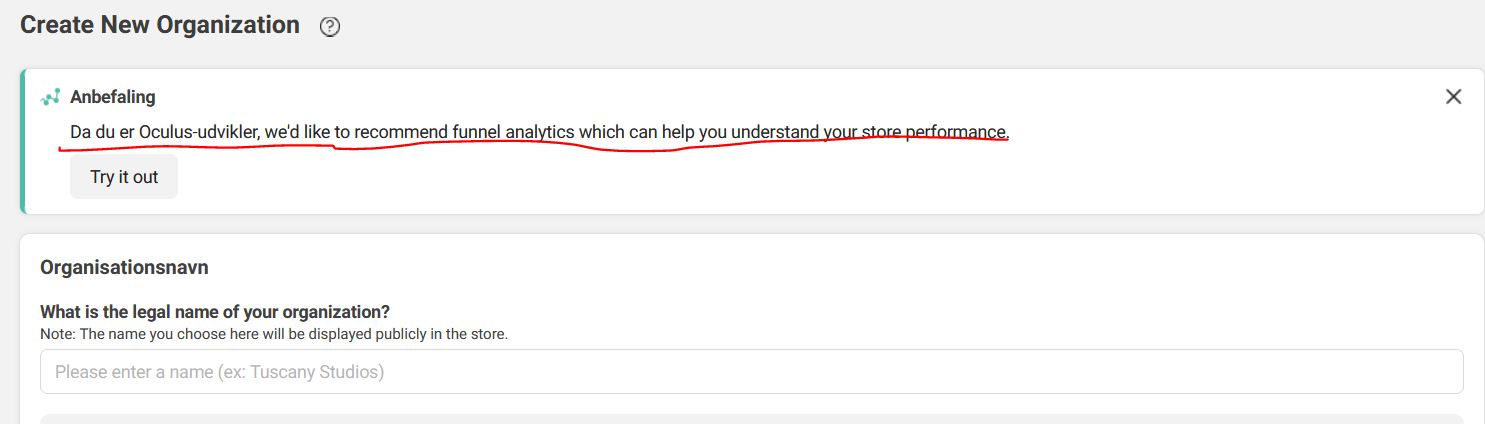 Create New Organization
Anbefaling
Da du er Oculus-udvikler, we'd like to recommend funnel analytics which can help you understand your store performance.
Try it out
Organisationsnavn
What is the legal name of your organization?
Note: The name you choose here will be displayed publicly in the store.
Please enter a name (ex: Tuscany Studios)